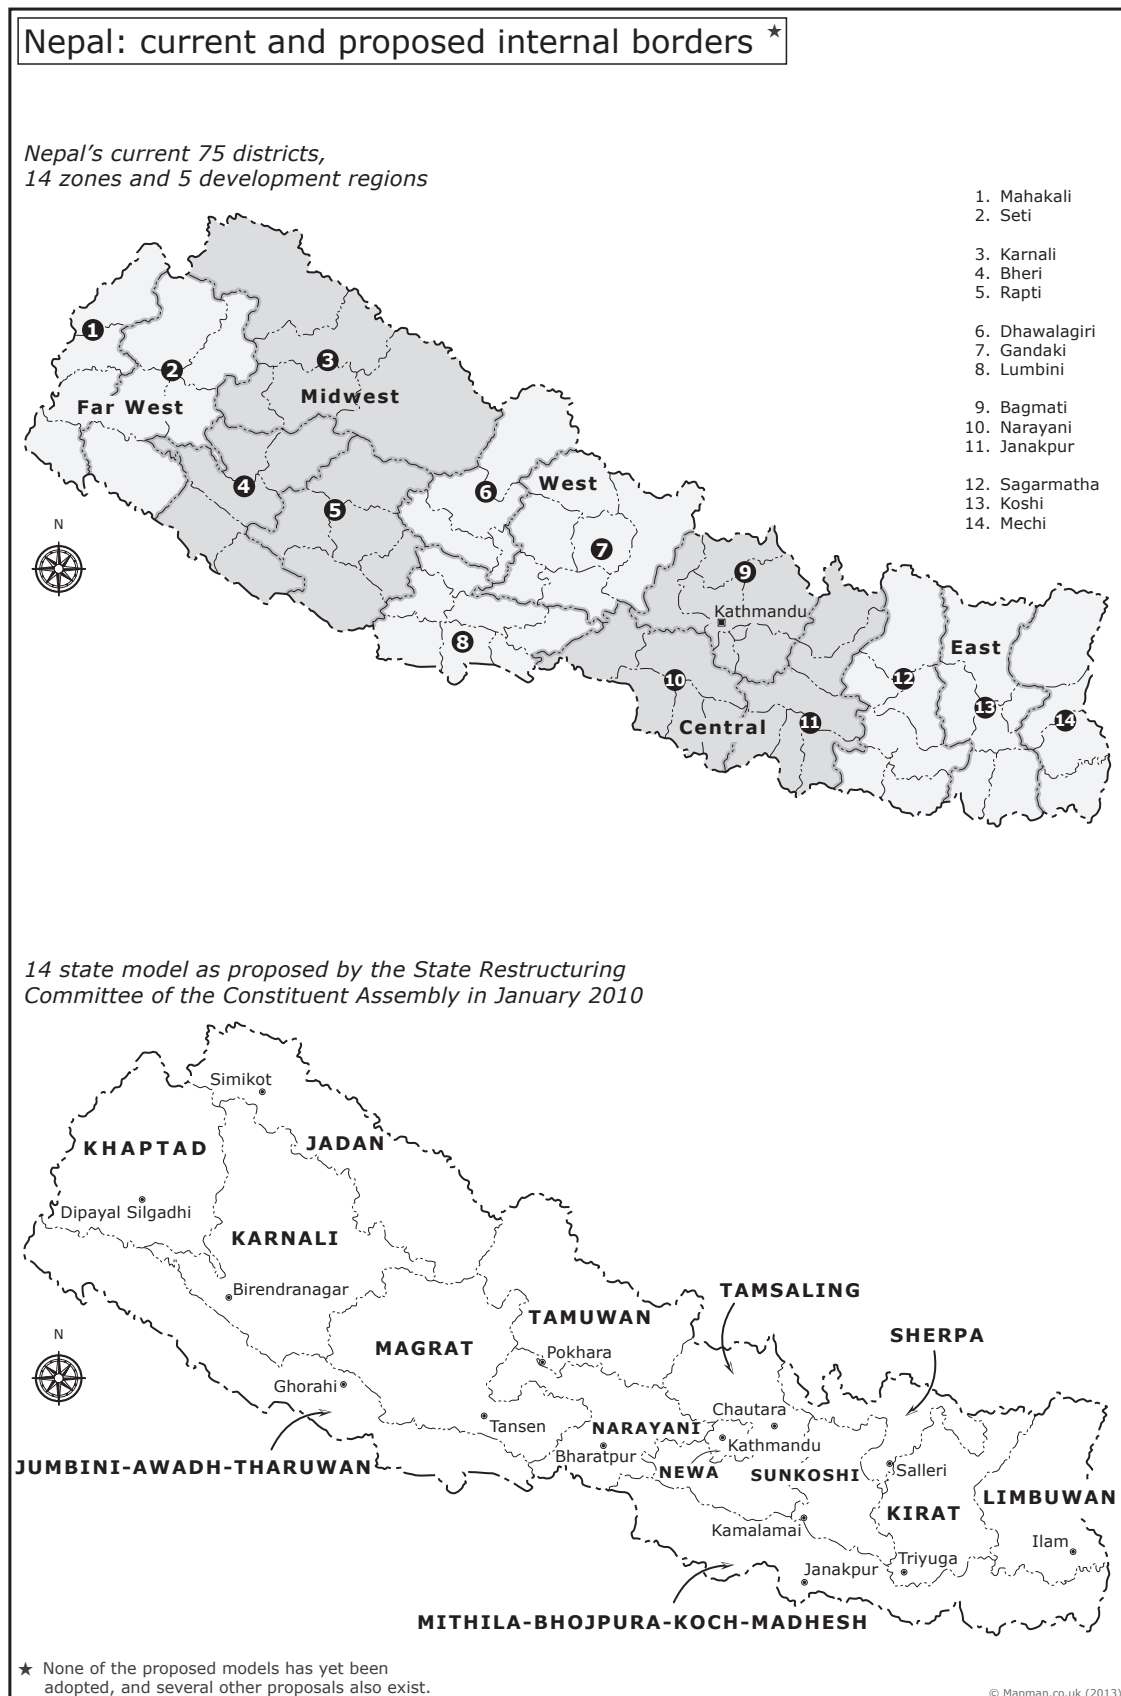 Nepal: current and proposed internal borders ★
Nepal’s current 75 districts,
14 zones and 5 development regions
1. Mahakali
2. Seti
3. Karnali
4. Bheri
5. Rapti
6. Dhawalagiri
7. Gandaki
8. Lumbini
9. Bagmati
10. Narayani
11. Janakpur
12. Sagarmatha
13. Koshi
14. Mechi
1
2
3
Midwest
Far West
4
5
6
West
7
N
8
9
Kathmandu
East
10
12
13
14
Central
11
14 state model as proposed by the State Restructuring
Committee of the Constituent Assembly in January 2010
Simikot
KHAPTAD
JADAN
Dipayal Silgadhi
KARNALI
Birendranagar
TAMSALING
TAMUWAN
SHERPA
N
MAGRAT
Pokhara
Ghorahi
Chautara
Tansen
NARAYANI
Kathmandu
Bharatpur
JUMBINI-AWADH-THARUWAN
NEWA
SUNKOSHI
Salleri
LIMBUWAN
KIRAT
Kamalamai
Ilam
Triyuga
Janakpur
MITHILA-BHOJPURA-KOCH-MADHESH
★ None of the proposed models has yet been
adopted, and several other proposals also exist.
© Mapman.co.uk (2013)